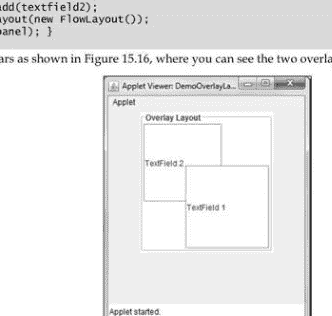 add(textfield2);
ayout(new FlowLayout());
panel); }
ars as shown in Figure 15.16, where you can see the two overla
Applet Viewer: DemoOverlayLa...
Applet
Overlay Layout
TextField 2
TextField 1
Applet started.